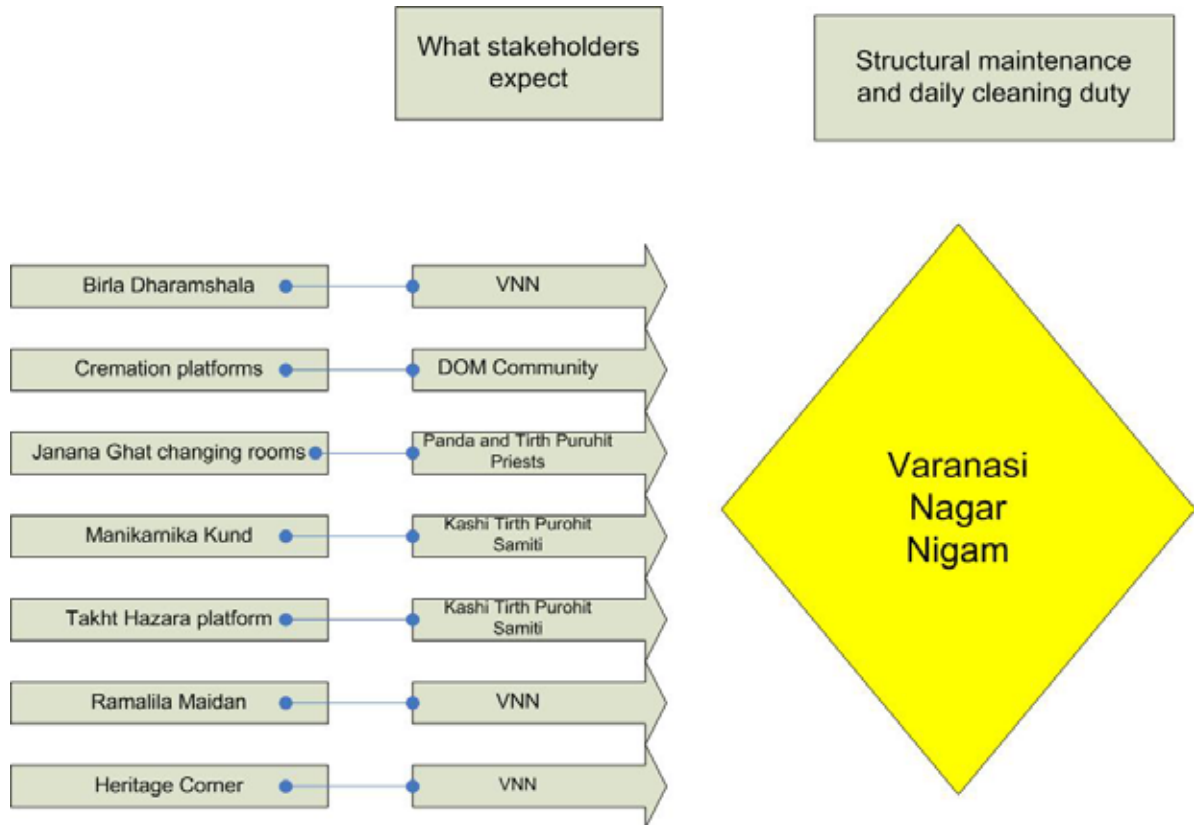 What stakeholders
expect
Structural maintenance
and daily cleaning duty
Birla Dharamshala
VNN
Cremation platforms
DOM Community
Janana Ghat changing rooms
Panda and Tirth Puruhit
Priests
Manikarnika Kund
Kashi Tirth Purohit
Samiti
Takht Hazara platform
Kashi Tirth Purohit
Samiti
Ramalila Maidan
VNN
Heritage Corner
VNN
Varanasi
Nagar
Nigam